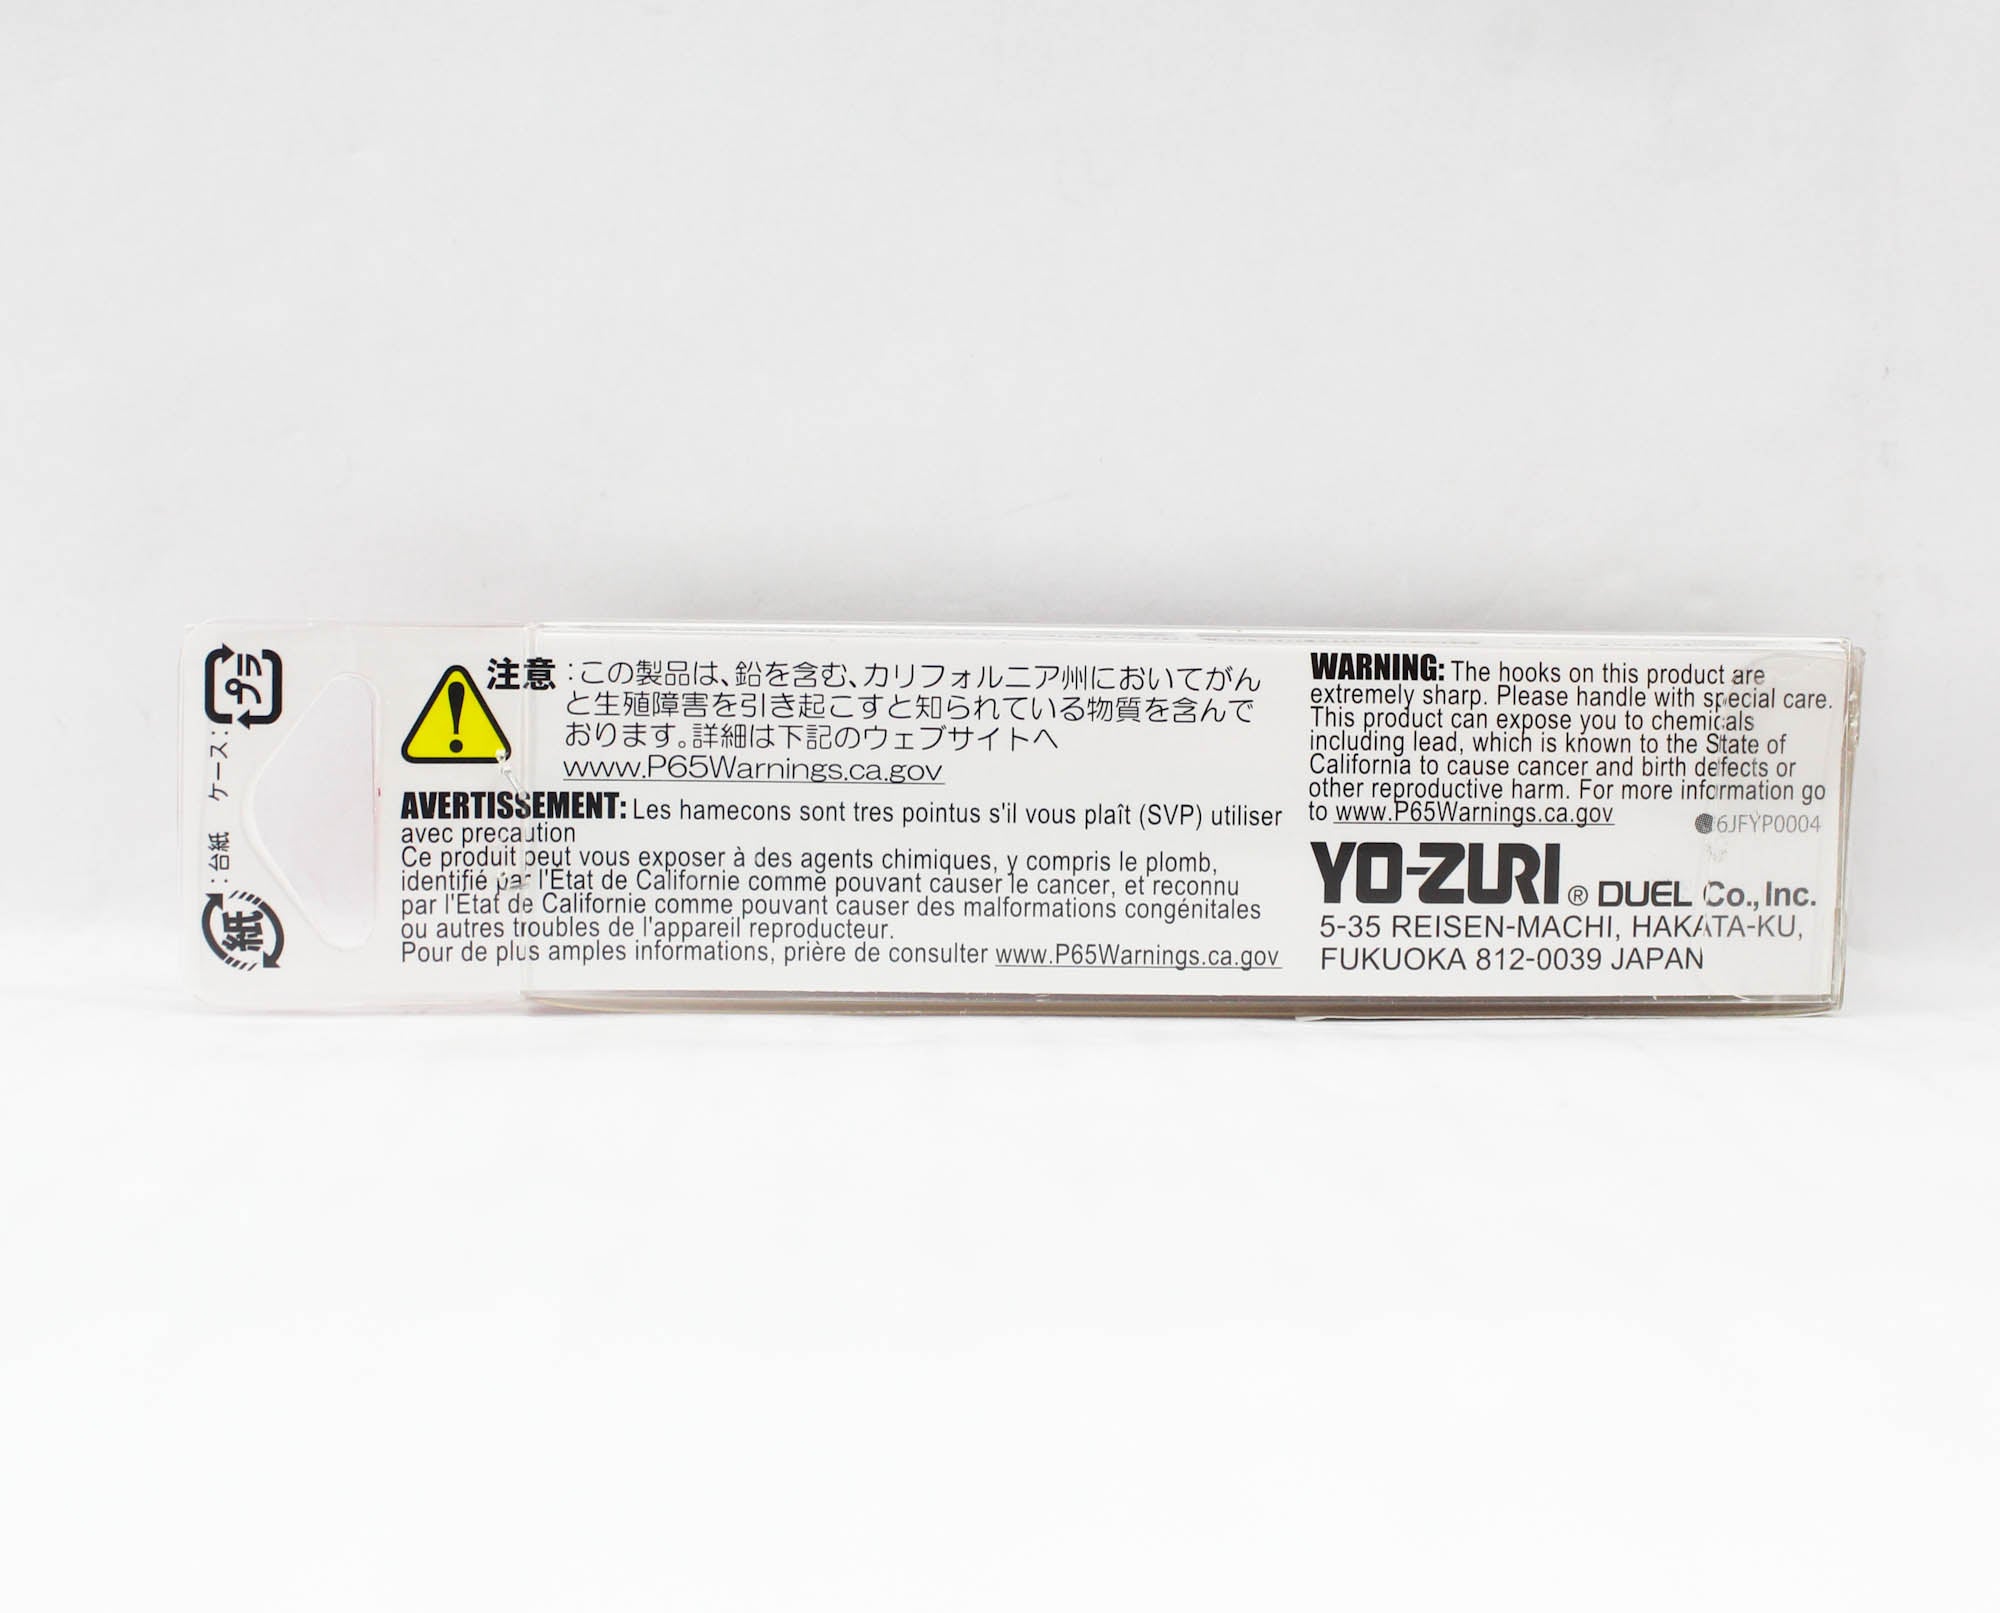 プラ
ケース:
:台紙
紙
注意:この製品は、鉛を含む、カリフォルニア州においてがん
と生殖障害を引き起こすと知られている物質を含んで
おります。詳細は下記のウェブサイトへ
www.P65Warnings.ca.gov
AVERTISSEMENT: Les hamecons sont tres pointus s'il vous plaît (SVP) utiliser
avec precaution
Ce produit peut vous exposer à des agents chimiques, y compris le plomb,
identifié par l'État de Californie comme pouvant causer le cancer, et reconnu
par l'État de Californie comme pouvant causer des malformations congénitales
ou autres troubles de l'appareil reproducteur.
Pour de plus amples informations, prière de consulter www.P65Warnings.ca.gov
WARNING: The hooks on this product are
extremely sharp. Please handle with special care.
This product can expose you to chemicals
including lead, which is known to the State of
California to cause cancer and birth defects or
other reproductive harm. For more information go
to www.P65Warnings.ca.gov
6JFYP0004
YO-ZURI ® DUEL Co., Inc.
5-35 REISEN-MACHI, HAKATA-KU,
FUKUOKA 812-0039 JAPAN